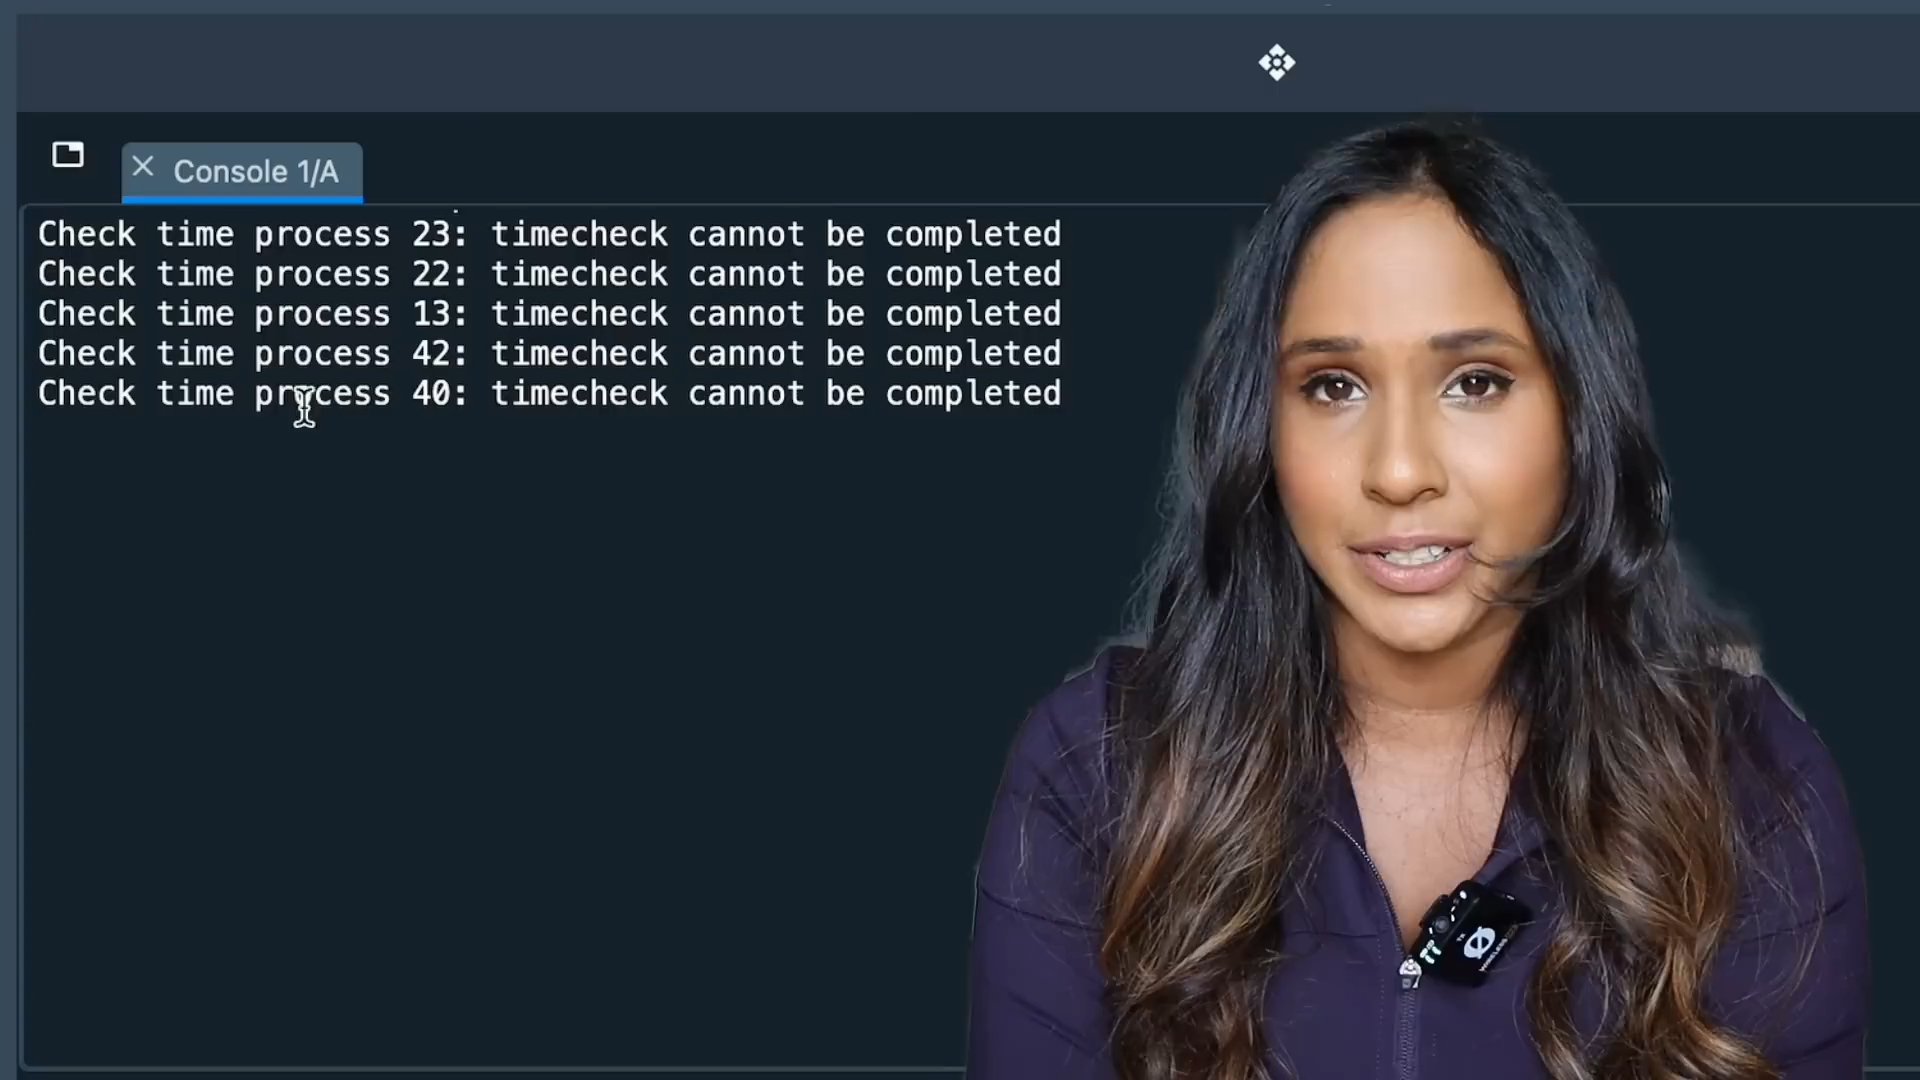 Console 1/A
Check time process 23: timecheck cannot be completed
Check time process 22: timecheck cannot be completed
Check time process 13: timecheck cannot be completed
Check time process 42: timecheck cannot be completed
Check time process 40: timecheck cannot be completed